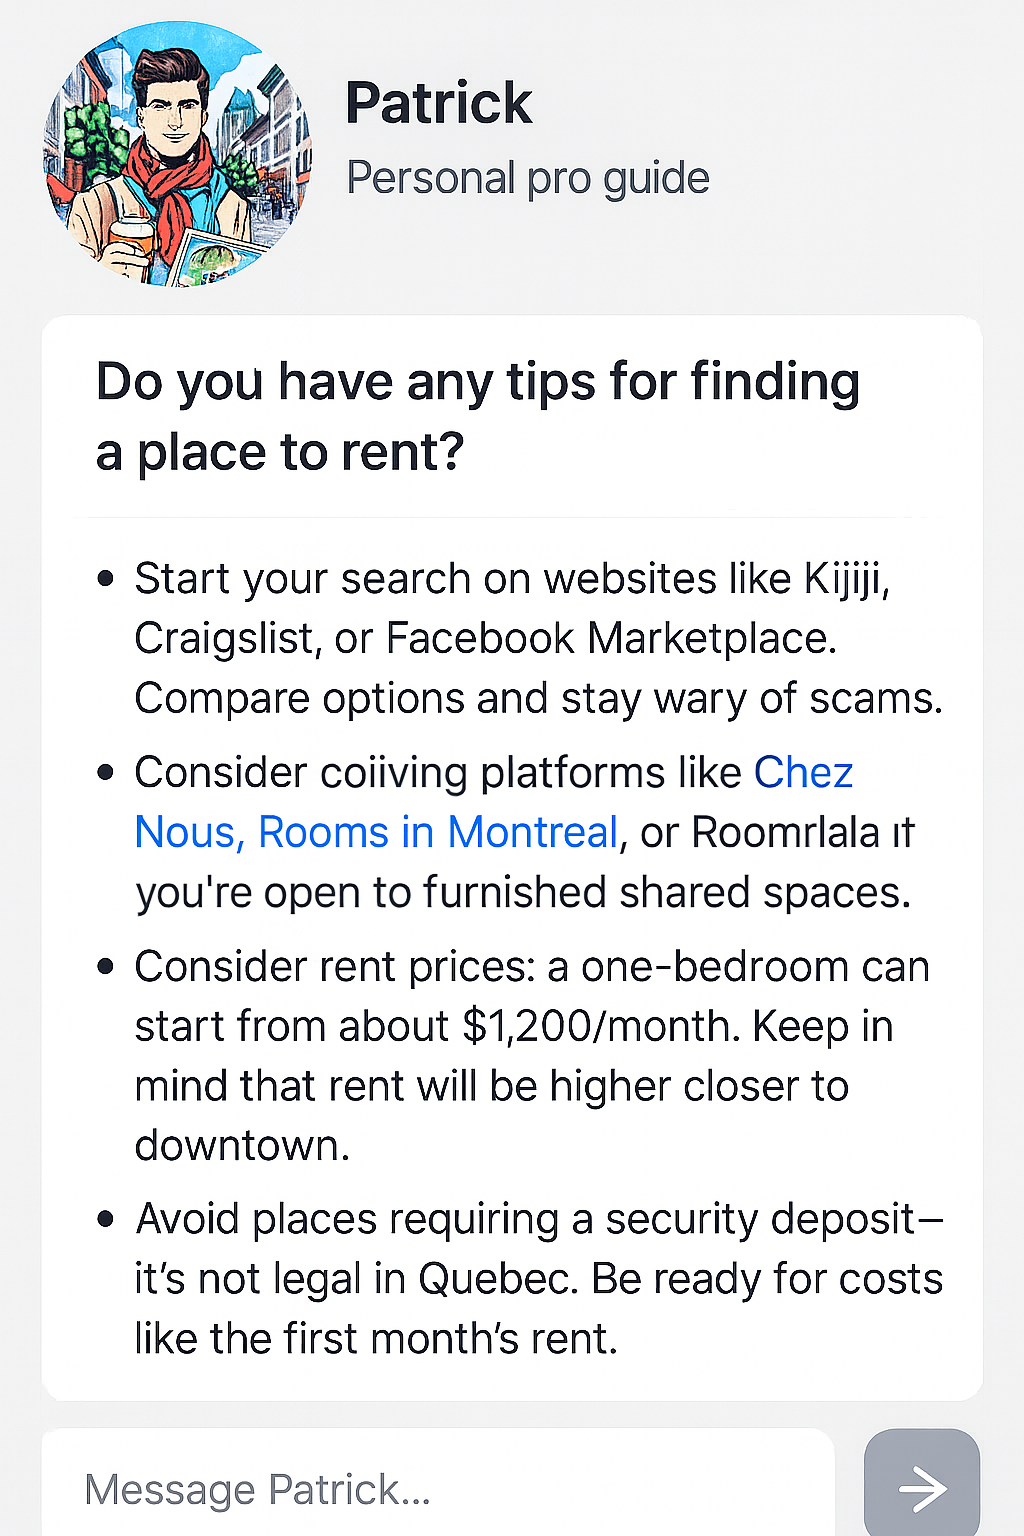 Patrick
Personal pro guide
Do you have any tips for finding
a place to rent?
• Start your search on websites like Kijiji,
Craigslist, or Facebook Marketplace.
Compare options and stay wary of scams.
• Consider coiiving platforms like Chez
Nous, Rooms in Montreal, or Roomrlala ıt
you're open to furnished shared spaces.
• Consider rent prices: a one-bedroom can
start from about $1,200/month. Keep in
mind that rent will be higher closer to
downtown.
• Avoid places requiring a security deposit–
it’s not legal in Quebec. Be ready for costs
like the first month’s rent.
Message Patrick...